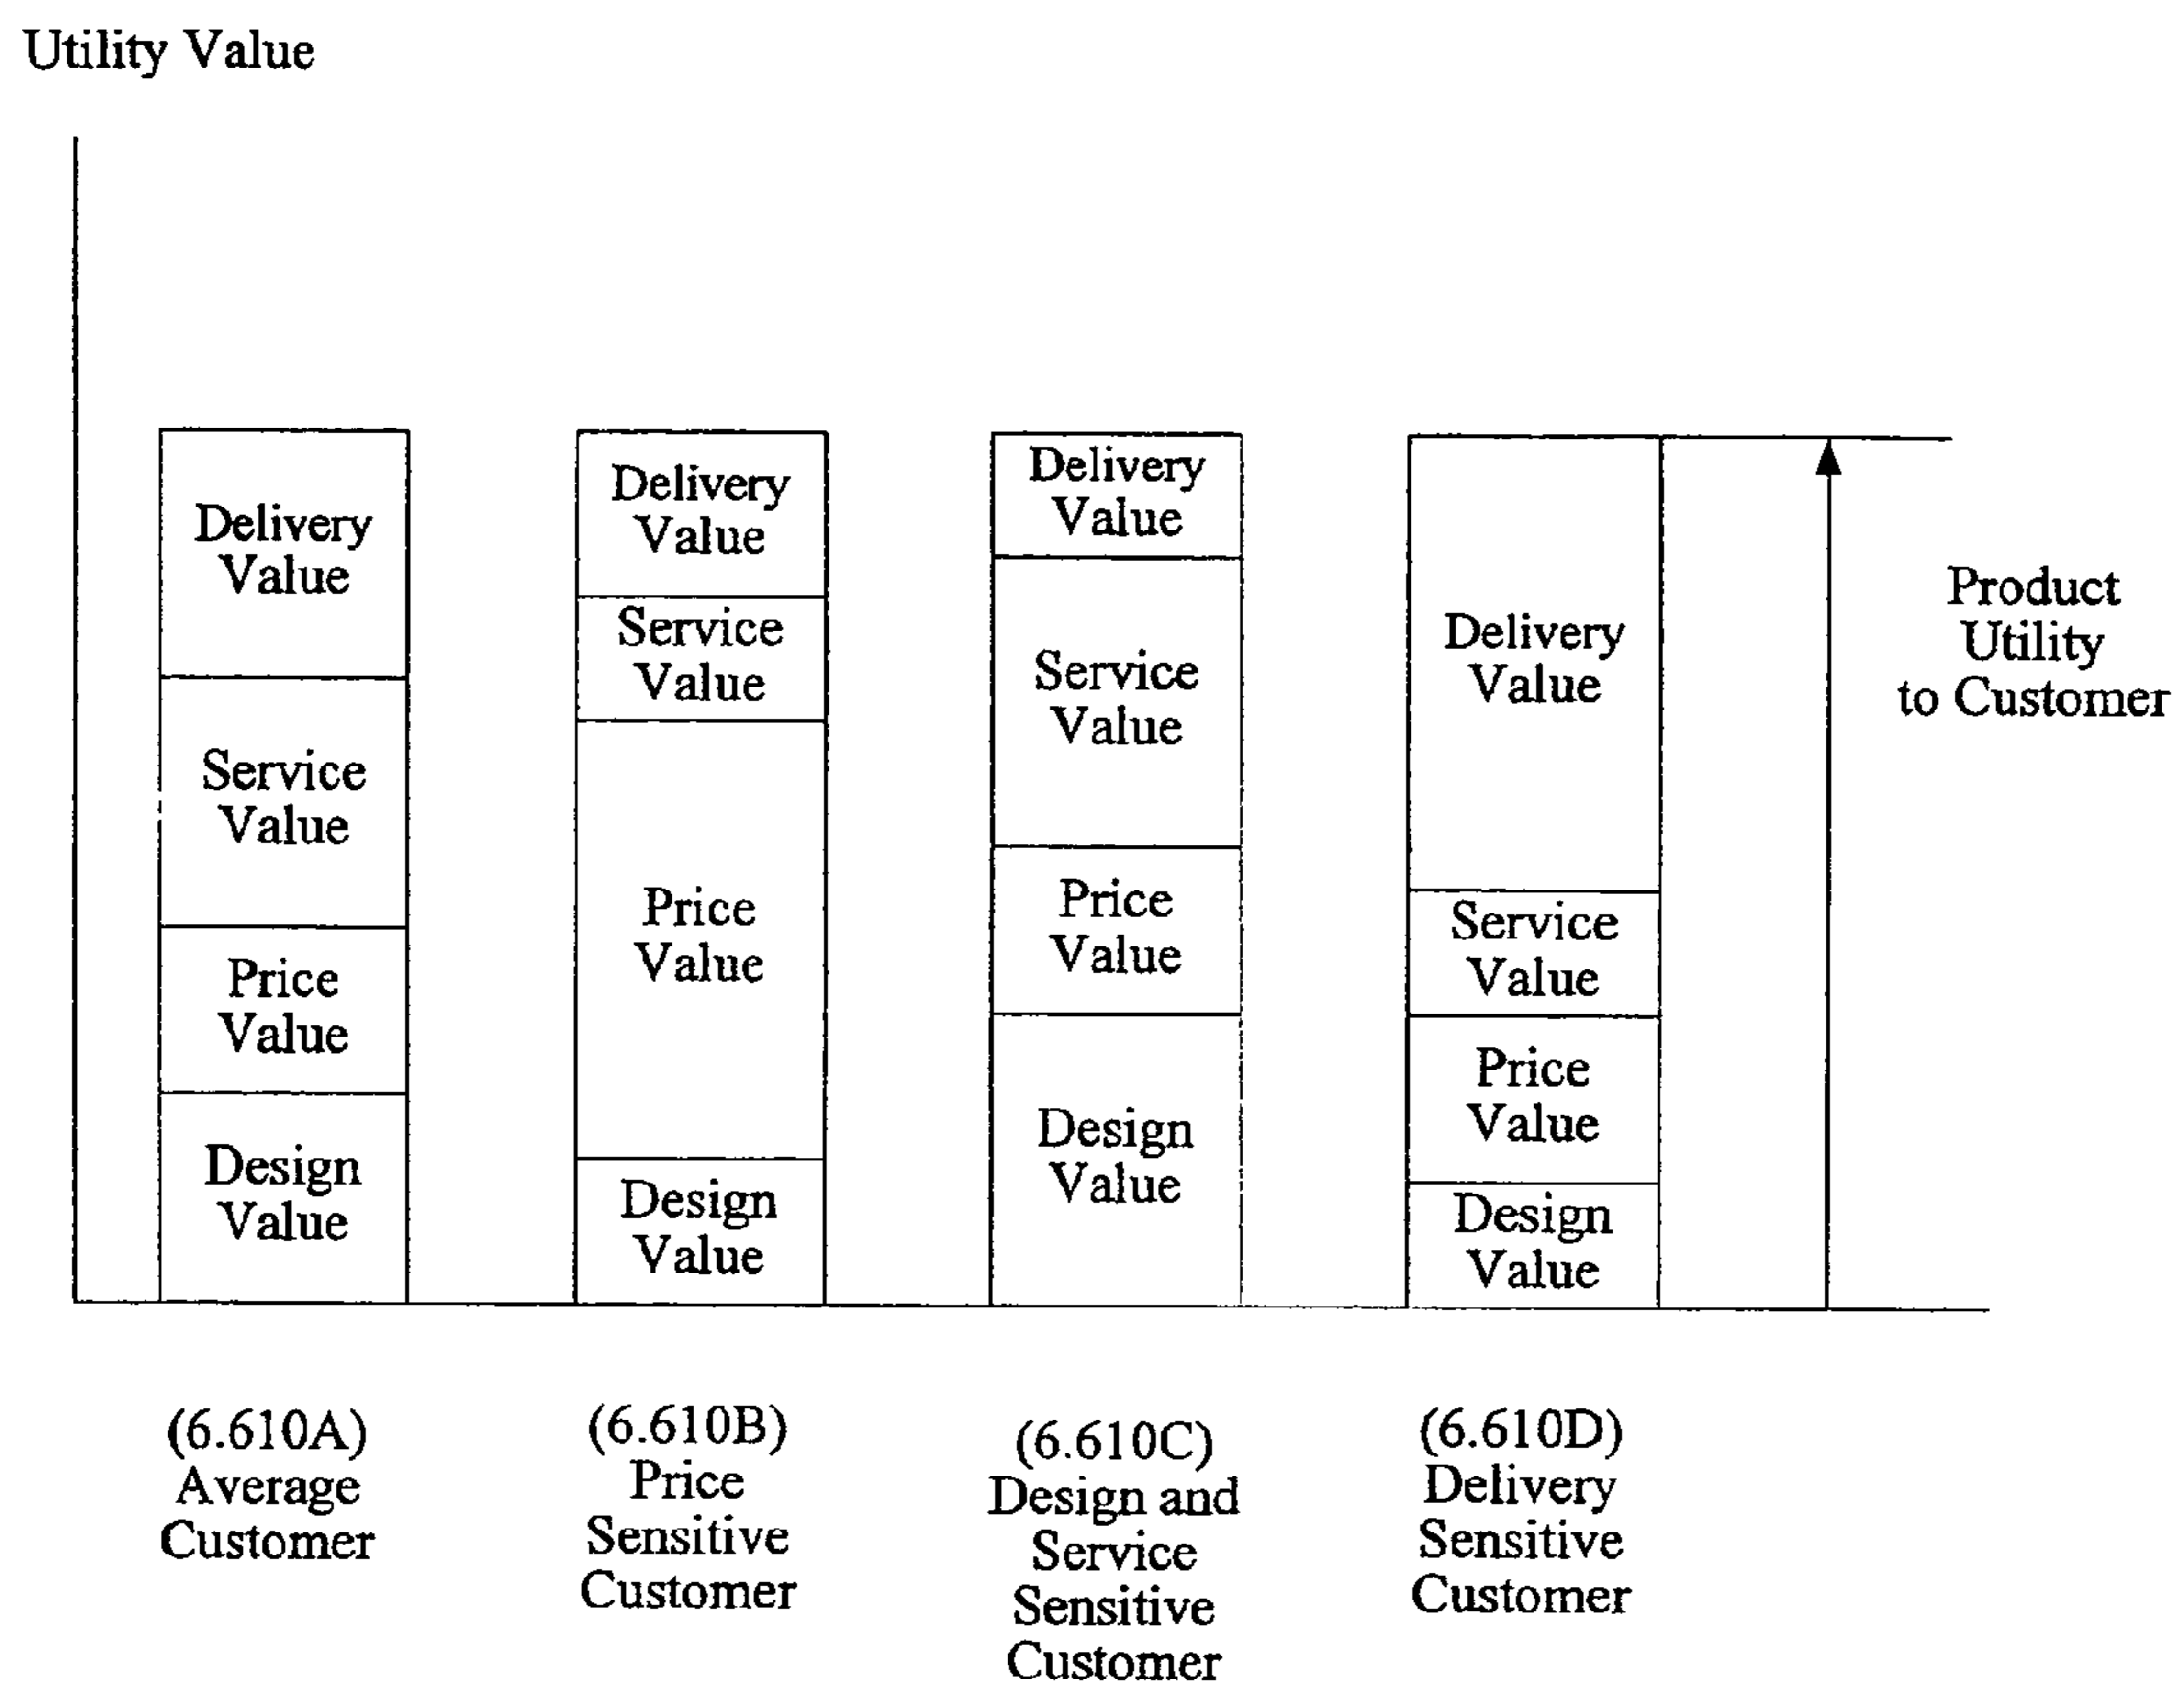 Utility Value
Delivery
Value
Service
Value
Price
Value
Design
Value
Delivery
Value
Service
Value
Price
Value
Design
Value
Delivery
Value
Service
Value
Price
Value
Design
Value
Delivery
Value
Service
Value
Price
Value
Design
Value
Product
Utility
to Customer
(6.610A)
Average
Customer
(6.610B)
Price
Sensitive
Customer
(6.610C)
Design and
Service
Sensitive
Customer
(6.610D)
Delivery
Sensitive
Customer